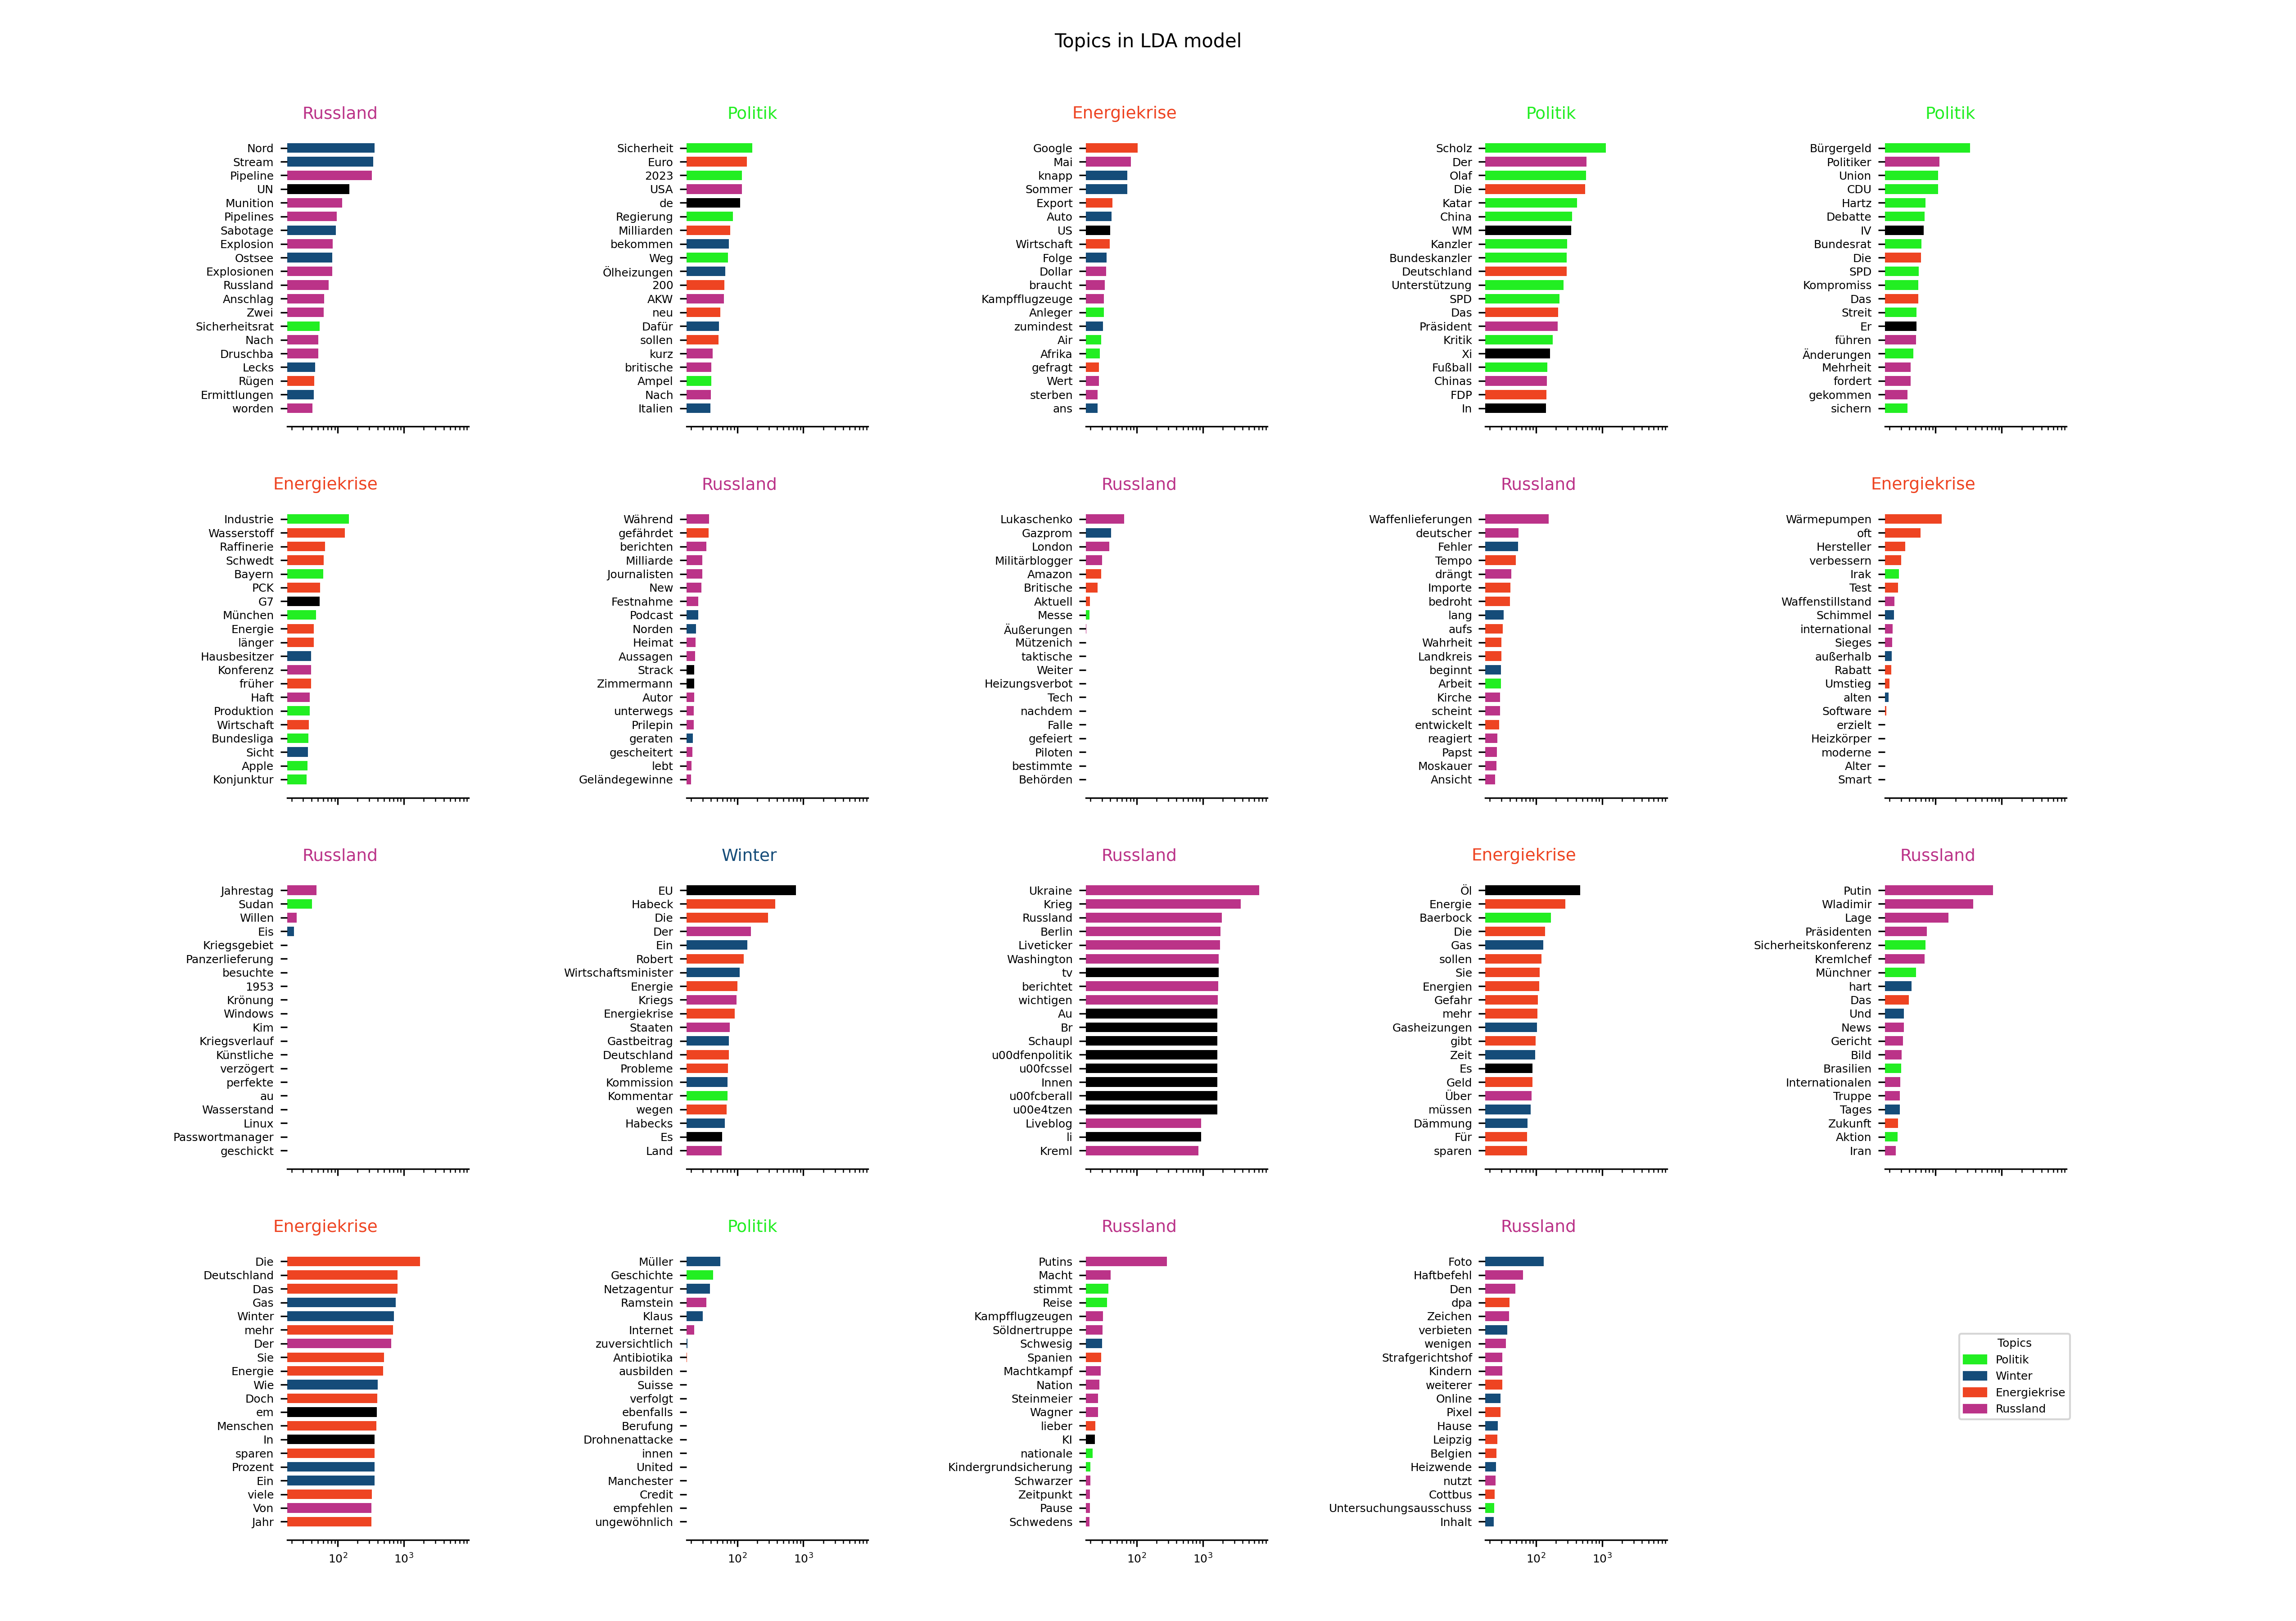 Topics in LDA model
Russland
Nord
Stream
Pipeline
UN
Munition
Pipelines
Sabotage
Explosion
Ostsee
Explosionen
Russland
Anschlag
Zwei
Sicherheitsrat
Nach
Druschba
Lecks
Rügen
Ermittlungen
worden
Politik
Sicherheit
Euro
2023
USA
de
Regierung
Milliarden
bekommen
Weg
Ölheizungen
200
AKW
neu
Dafür
sollen
kurz
britische
Ampel
Nach
Italien
Energiekrise
Google
Mai
knapp
Sommer
Export
Auto
US
Wirtschaft
Folge
Dollar
braucht
Kampfflugzeuge
Anleger
zumindest
Air
Afrika
gefragt
Wert
sterben
ans
Politik
Scholz
Der
Olaf
Die
Katar
China
WM
Kanzler
Bundeskanzler
Deutschland
Unterstützung
SPD
Das
Präsident
Kritik
Xi
Fußball
Chinas
FDP
In
Politik
Bürgergeld
Politiker
Union
CDU
Hartz
Debatte
IV
Bundesrat
Die
SPD
Kompromiss
Das
Streit
Er
führen
Änderungen
Mehrheit
fordert
gekommen
sichern
Energiekrise
Industrie
Wasserstoff
Raffinerie
Schwedt
Bayern
PCK
G7
München
Energie
länger
Hausbesitzer
Konferenz
früher
Haft
Produktion
Wirtschaft
Bundesliga
Sicht
Apple
Konjunktur
Russland
Während
gefährdet
berichten
Milliarde
Journalisten
New
Festnahme
Podcast
Norden
Heimat
Aussagen
Strack
Zimmermann
Autor
unterwegs
Prilepin
geraten
gescheitert
lebt
Geländegewinne
Russland
Lukaschenko
Gazprom
London
Militärblogger
Amazon
Britische
Aktuell
Messe
Äußerungen
Mützenich
taktische
Weiter
Heizungsverbot
Tech
nachdem
Falle
gefeiert
Piloten
bestimmte
Behörden
Russland
Waffenlieferungen
deutscher
Fehler
Tempo
drängt
Importe
bedroht
lang
aufs
Wahrheit
Landkreis
beginnt
Arbeit
Kirche
scheint
entwickelt
reagiert
Papst
Moskauer
Ansicht
Energiekrise
Wärmepumpen
oft
Hersteller
verbessern
Irak
Test
Waffenstillstand
Schimmel
international
Sieges
außerhalb
Rabatt
Umstieg
alten
Software
erzielt
Heizkörper
moderne
Alter
Smart
Russland
Jahrestag
Sudan
Willen
Eis
Kriegsgebiet
Panzerlieferung
besuchte
1953
Krönung
Windows
Kim
Kriegsverlauf
Künstliche
verzögert
perfekte
au
Wasserstand
Linux
Passwortmanager
geschickt
Winter
EU
Habeck
Die
Der
Ein
Robert
Wirtschaftsminister
Energie
Kriegs
Energiekrise
Staaten
Gastbeitrag
Deutschland
Probleme
Kommission
Kommentar
wegen
Habecks
Es
Land
Russland
Ukraine
Krieg
Russland
Berlin
Liveticker
Washington
tv
berichtet
wichtigen
Au
Br
Schaupl
u00dfenpolitik
u00fcssel
Innen
u00fcberall
u00e4tzen
Liveblog
li
Kreml
Energiekrise
Öl
Energie
Baerbock
Die
Gas
sollen
Sie
Energien
Gefahr
mehr
Gasheizungen
gibt
Zeit
Es
Geld
Über
müssen
Dämmung
Für
sparen
Russland
Putin
Wladimir
Lage
Präsidenten
Sicherheitskonferenz
Kremlchef
Münchner
hart
Das
Und
News
Gericht
Bild
Brasilien
Internationalen
Truppe
Tages
Zukunft
Aktion
Iran
Energiekrise
Die
Deutschland
Das
Gas
Winter
mehr
Der
Sie
Energie
Wie
Doch
em
Menschen
In
sparen
Prozent
Ein
viele
Von
Jahr
10² 10³
Politik
Müller
Geschichte
Netzagentur
Ramstein
Klaus
Internet
zuversichtlich
Antibiotika
ausbilden
Suisse
verfolgt
ebenfalls
Berufung
Drohnenattacke
innen
United
Manchester
Credit
empfehlen
ungewöhnlich
10² 10³
Russland
Putins
Macht
stimmt
Reise
Kampfflugzeugen
Söldnertruppe
Schwesig
Spanien
Machtkampf
Nation
Steinmeier
Wagner
lieber
KI
nationale
Kindergrundsicherung
Schwarzer
Zeitpunkt
Pause
Schwedens
10² 10³
Russland
Foto
Haftbefehl
Den
dpa
Zeichen
verbieten
wenigen
Strafgerichtshof
Kindern
weiterer
Online
Pixel
Hause
Leipzig
Belgien
Heizwende
nutzt
Cottbus
Untersuchungsausschuss
Inhalt
10² 10³
Topics
Politik
Winter
Energiekrise
Russland